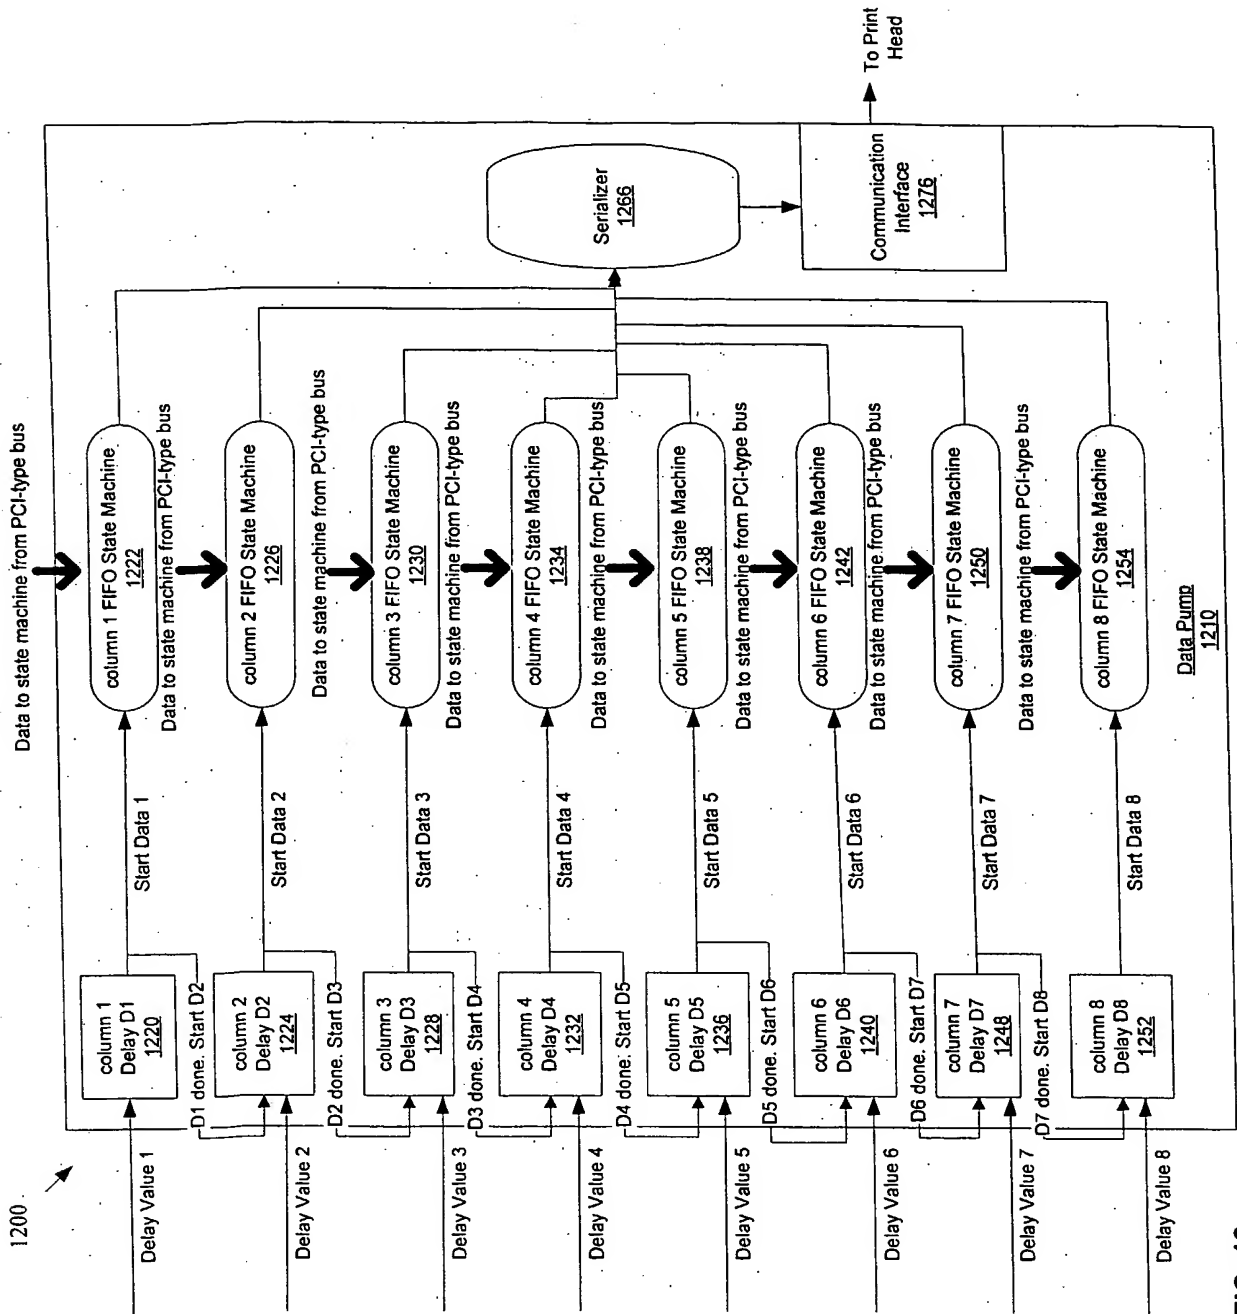 1200
Data to state machine from PCI-type bus
Delay Value 1
column 1
Delay D1
1220
Start Data 1
column 1 FIFO State Machine
1222
D1 done. Start D2
Data to state machine from PCI-type bus
Delay Value 2
column 2
Delay D2
1224
Start Data 2
column 2 FIFO State Machine
1226
D2 done. Start D3
Data to state machine from PCI-type bus
Delay Value 3
column 3
Delay D3
1228
Start Data 3
column 3 FIFO State Machine
1230
D3 done. Start D4
Data to state machine from PCI-type bus
Delay Value 4
column 4
Delay D4
1232
Start Data 4
column 4 FIFO State Machine
1234
D4 done. Start D5
Data to state machine from PCI-type bus
Delay Value 5
column 5
Delay D5
1236
Start Data 5
column 5 FIFO State Machine
1238
D5 done. Start D6
Data to state machine from PCI-type bus
Delay Value 6
column 6
Delay D6
1240
Start Data 6
column 6 FIFO State Machine
1242
D6 done. Start D7
Data to state machine from PCI-type bus
Delay Value 7
column 7
Delay D7
1248
Start Data 7
column 7 FIFO State Machine
1250
D7 done. Start D8
Data to state machine from PCI-type bus
Delay Value 8
column 8
Delay D8
1252
Start Data 8
column 8 FIFO State Machine
1254
Serializer
1266
Communication
Interface
1276
To Print
Head
Data Pump
1210